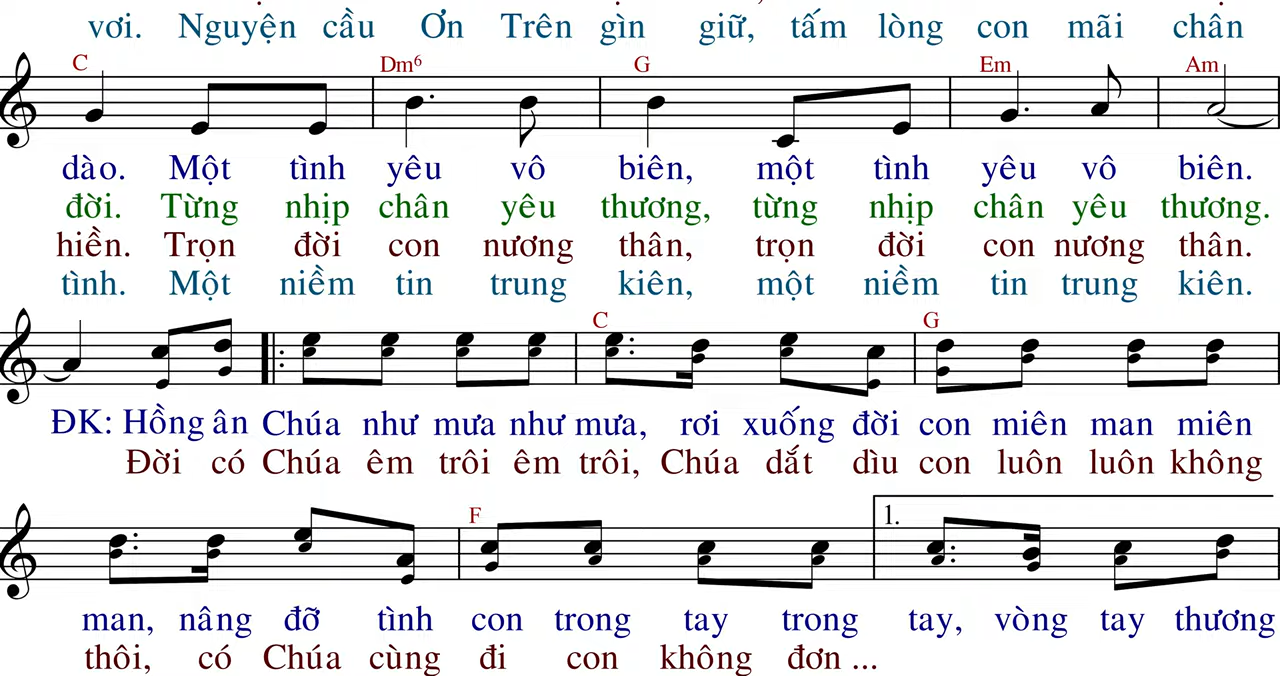 vơi. Nguyện cầu Ơn Trên gìn giữ, tấm lòng con mãi chân
C Dm6 G Em Am
dào. Một tình yêu vô biên, một tình yêu vô biên.
đời. Từng nhịp chân yêu thương, từng nhịp chân yêu thương.
hiền. Trọn đời con nương thân, trọn đời con nương thân.
tình. Một niềm tin trung kiên, một niềm tin trung kiên.
C G
ĐK: Hồng ân Chúa như mưa như mưa, rơi xuống đời con miên man miên
Đời có Chúa êm trôi êm trôi, Chúa dắt dìu con luôn luôn không
F 1.
man, nâng đỡ tình con trong tay trong tay, vòng tay thương
thôi, có Chúa cùng đi con không đơn ...